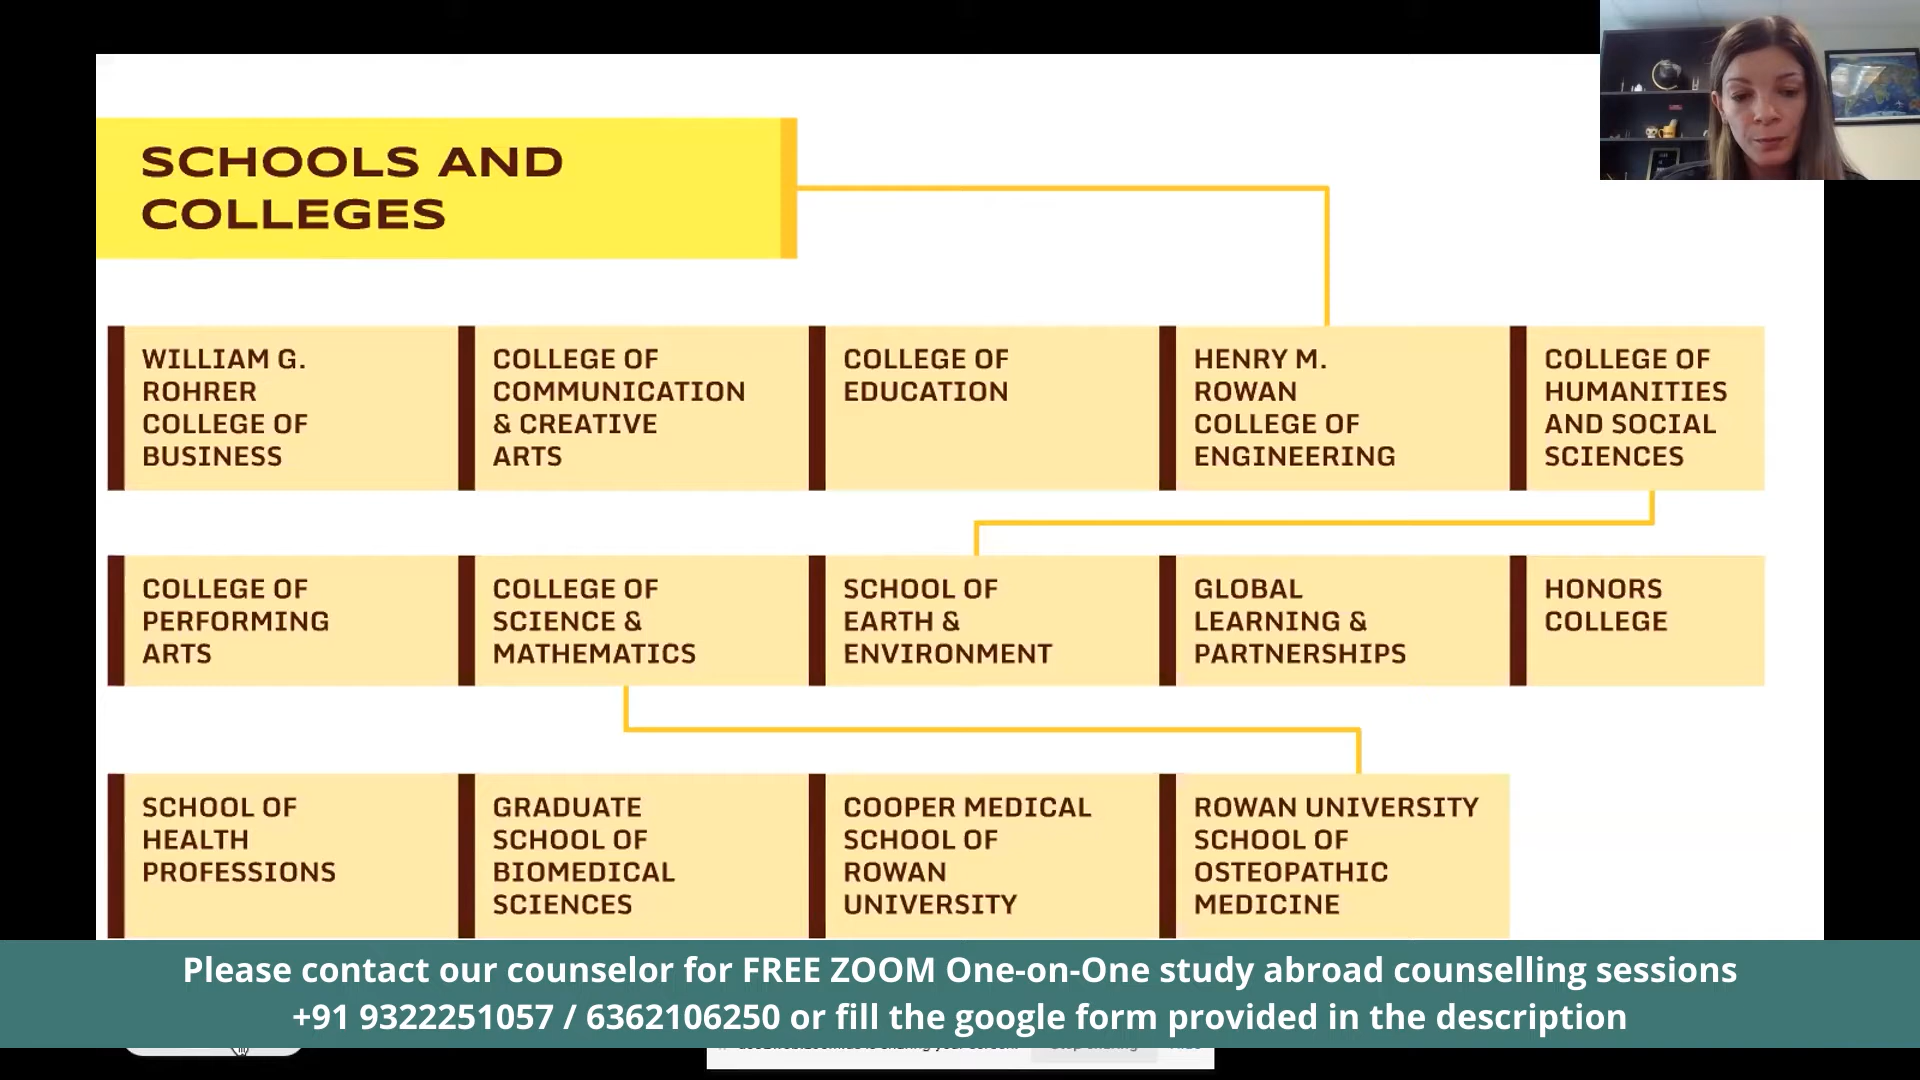 SCHOOLS AND
COLLEGES
WILLIAM G.
ROHRER
COLLEGE OF
BUSINESS
COLLEGE OF
COMMUNICATION
& CREATIVE
ARTS
COLLEGE OF
EDUCATION
HENRY M.
ROWAN
COLLEGE OF
ENGINEERING
COLLEGE OF
HUMANITIES
AND SOCIAL
SCIENCES
COLLEGE OF
PERFORMING
ARTS
COLLEGE OF
SCIENCE &
MATHEMATICS
SCHOOL OF
EARTH &
ENVIRONMENT
GLOBAL
LEARNING &
PARTNERSHIPS
HONORS
COLLEGE
SCHOOL OF
HEALTH
PROFESSIONS
GRADUATE
SCHOOL OF
BIOMEDICAL
SCIENCES
COOPER MEDICAL
SCHOOL OF
ROWAN
UNIVERSITY
ROWAN UNIVERSITY
SCHOOL OF
OSTEOPATHIC
MEDICINE
Please contact our counselor for FREE ZOOM One-on-One study abroad counselling sessions
+91 9322251057 / 6362106250 or fill the google form provided in the description